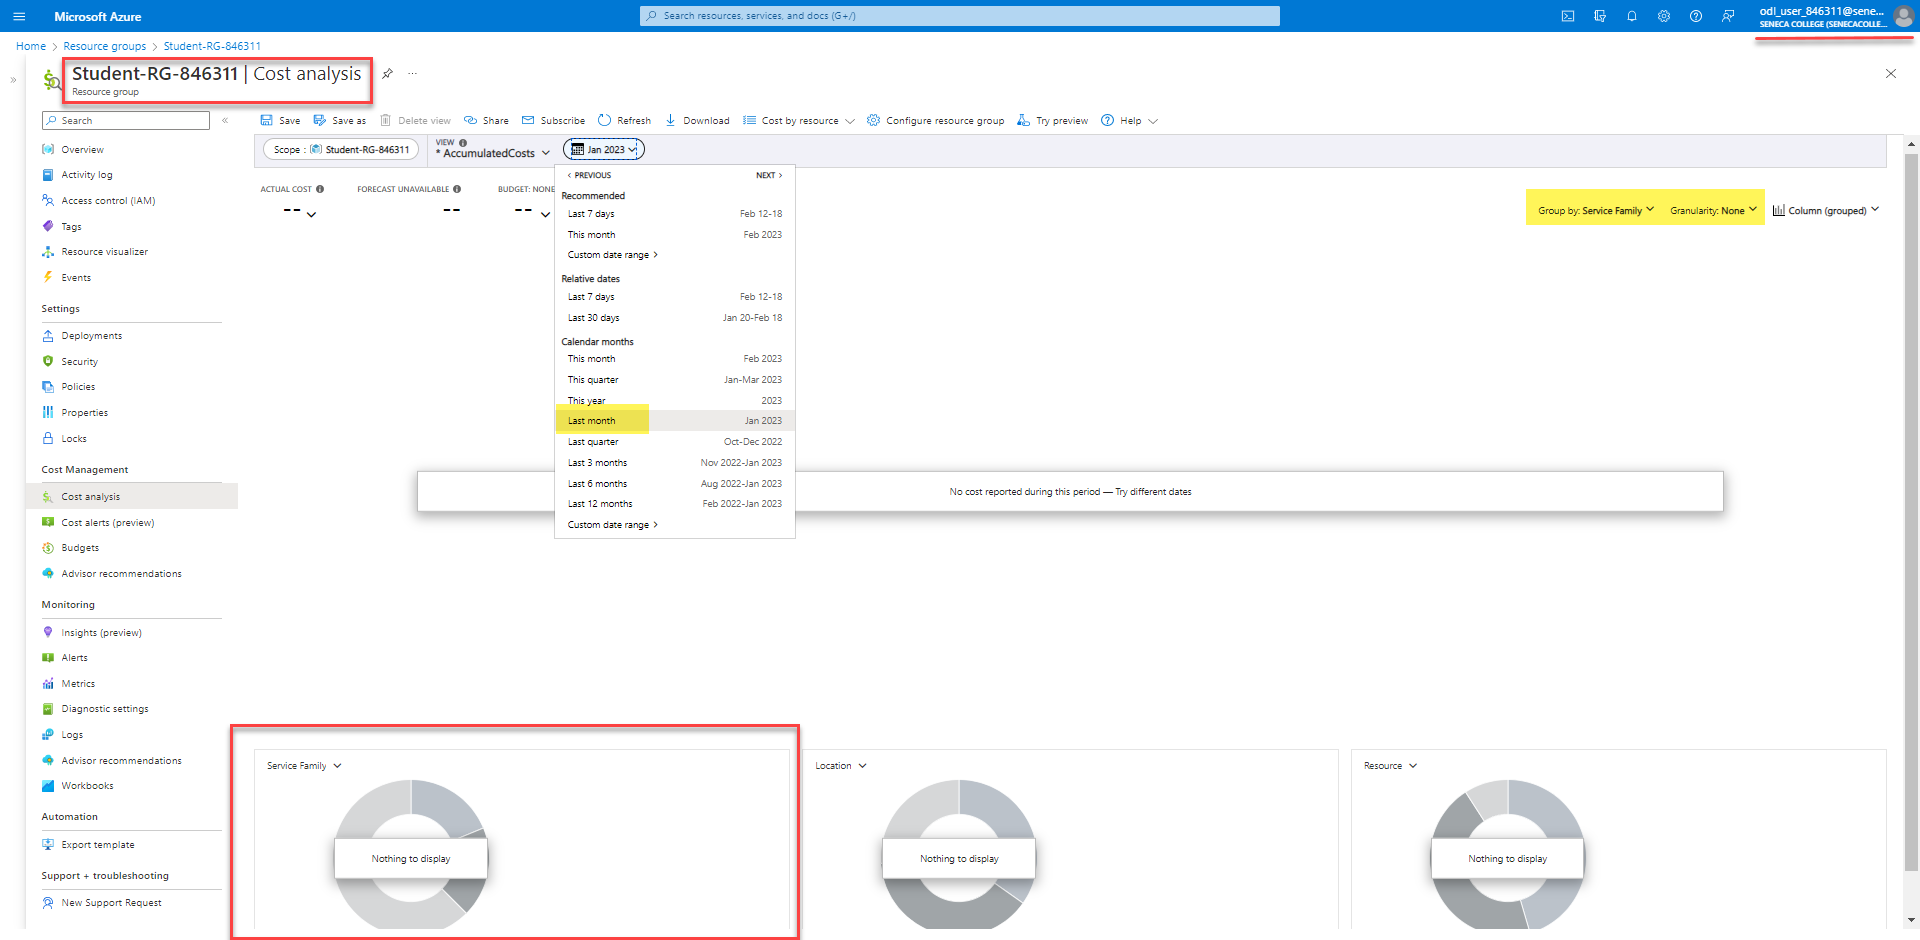 Microsoft Azure
Search resources, services, and docs (G+/)
odl_user_846311@sene...
SENECA COLLEGE (SENECACOLLE...
Home > Resource groups > Student-RG-846311
Student-RG-846311 | Cost analysis
Resource group
Search
Save
Save as
Delete view
Share
Subscribe
Refresh
Download
Cost by resource
Configure resource group
Try preview
Help
Overview
Activity log
Access control (IAM)
Tags
Resource visualizer
Events
Settings
Deployments
Security
Policies
Properties
Locks
Cost Management
Cost analysis
Cost alerts (preview)
Budgets
Advisor recommendations
Monitoring
Insights (preview)
Alerts
Metrics
Diagnostic settings
Logs
Advisor recommendations
Workbooks
Automation
Export template
Support + troubleshooting
New Support Request
Scope : Student-RG-846311
VIEW
* AccumulatedCosts
Jan 2023
ACTUAL COST
--
FORECAST UNAVAILABLE
--
BUDGET: NONE
--
Group by: Service Family
Granularity: None
Column (grouped)
< PREVIOUS
NEXT >
Recommended
Last 7 days Feb 12-18
This month Feb 2023
Custom date range >
Relative dates
Last 7 days Feb 12-18
Last 30 days Jan 20-Feb 18
Calendar months
This month Feb 2023
This quarter Jan-Mar 2023
This year 2023
Last month Jan 2023
Last quarter Oct-Dec 2022
Last 3 months Nov 2022-Jan 2023
Last 6 months Aug 2022-Jan 2023
Last 12 months Feb 2022-Jan 2023
Custom date range >
No cost reported during this period — Try different dates
Service Family
Nothing to display
Location
Nothing to display
Resource
Nothing to display